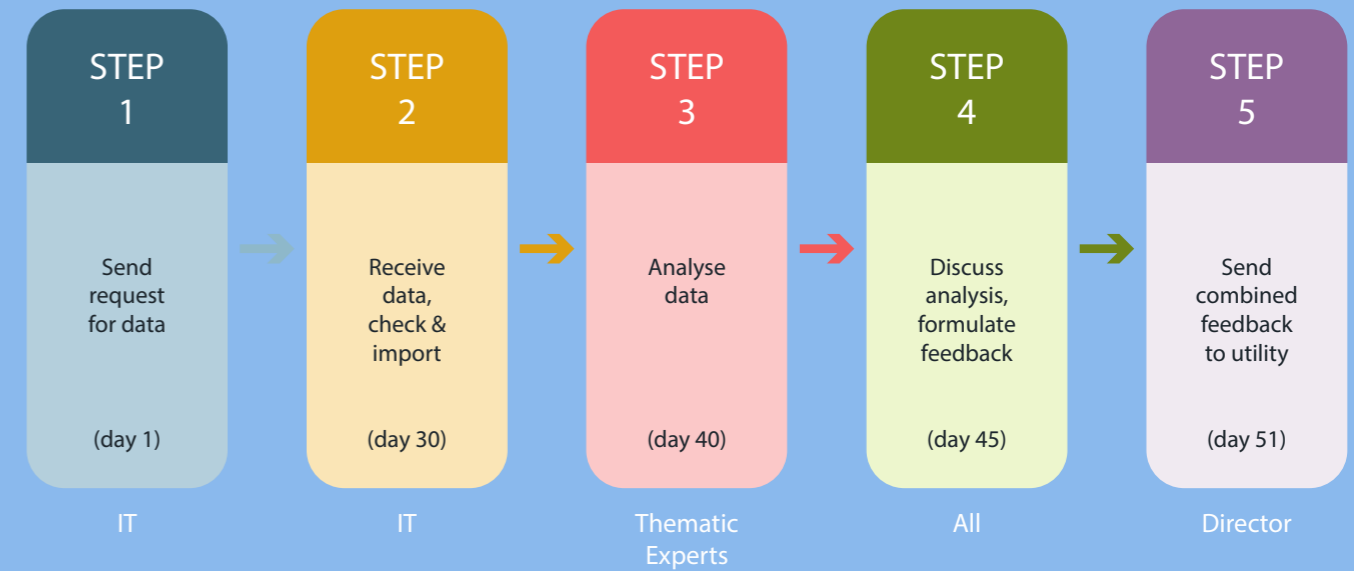 STEP
1
Send
request
for data
(day 1)
IT
STEP
2
Receive
data,
check &
import
(day 30)
IT
STEP
3
Analyse
data
(day 40)
Thematic
Experts
STEP
4
Discuss
analysis,
formulate
feedback
(day 45)
All
STEP
5
Send
combined
feedback
to utility
(day 51)
Director